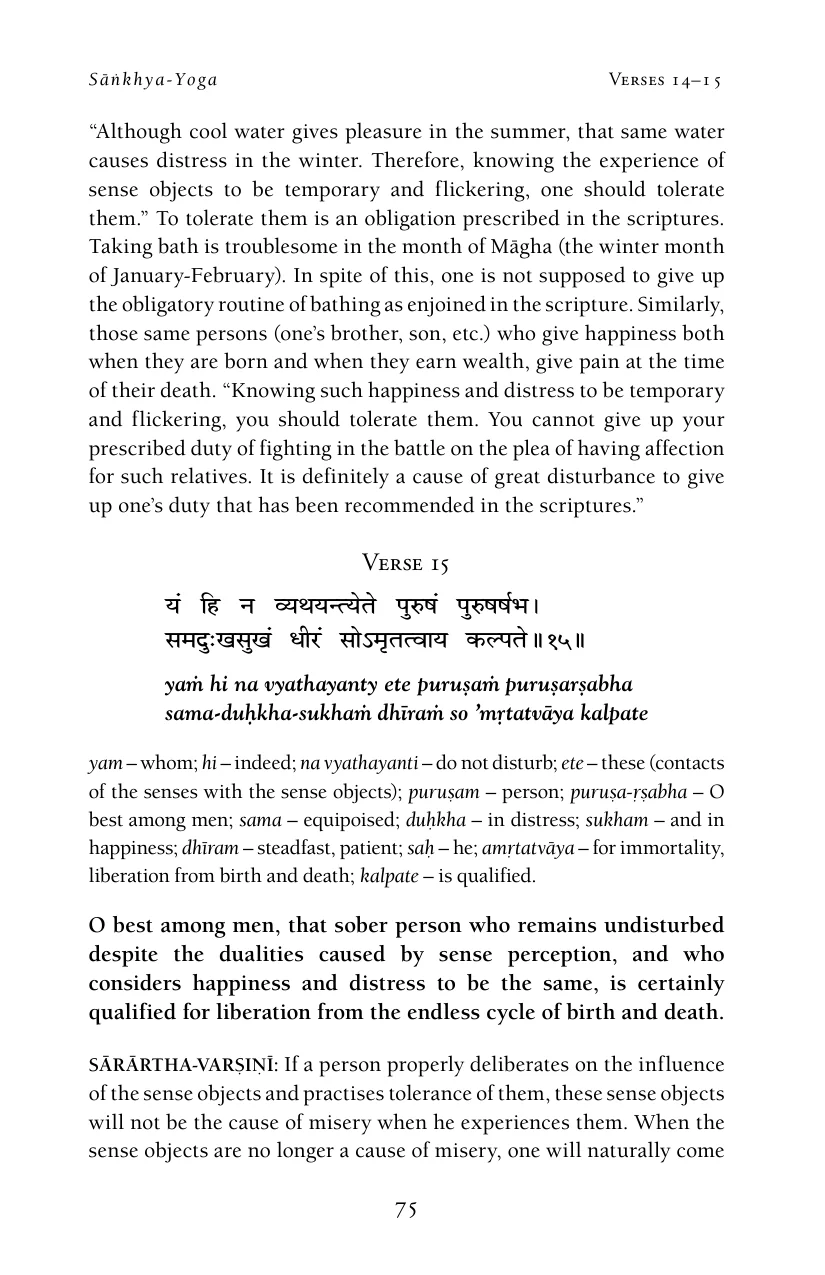 Sāṅkhya-Yoga Verses 14–15
“Although cool water gives pleasure in the summer, that same water
causes distress in the winter. Therefore, knowing the experience of
sense objects to be temporary and flickering, one should tolerate
them.” To tolerate them is an obligation prescribed in the scriptures.
Taking bath is troublesome in the month of Māgha (the winter month
of January-February). In spite of this, one is not supposed to give up
the obligatory routine of bathing as enjoined in the scripture. Similarly,
those same persons (one’s brother, son, etc.) who give happiness both
when they are born and when they earn wealth, give pain at the time
of their death. “Knowing such happiness and distress to be temporary
and flickering, you should tolerate them. You cannot give up your
prescribed duty of fighting in the battle on the plea of having affection
for such relatives. It is definitely a cause of great disturbance to give
up one’s duty that has been recommended in the scriptures.”
Verse 15
यं हि न व्यथयन्त्येते पुरुषं पुरुषर्षभ।
समदुःखसुखं धीरं सोऽमृतत्वाय कल्पते॥१५॥
yaṁ hi na vyathayanty ete puruṣaṁ puruṣarṣabha
sama-duḥkha-sukhaṁ dhīraṁ so ’mṛtatvāya kalpate
yam – whom; hi – indeed; na vyathayanti – do not disturb; ete – these (contacts
of the senses with the sense objects); puruṣam – person; puruṣa-ṛṣabha – O
best among men; sama – equipoised; duḥkha – in distress; sukham – and in
happiness; dhīram – steadfast, patient; saḥ – he; amṛtatvāya – for immortality,
liberation from birth and death; kalpate – is qualified.
O best among men, that sober person who remains undisturbed
despite the dualities caused by sense perception, and who
considers happiness and distress to be the same, is certainly
qualified for liberation from the endless cycle of birth and death.
SĀRĀRTHA-VARṢIṆĪ: If a person properly deliberates on the influence
of the sense objects and practises tolerance of them, these sense objects
will not be the cause of misery when he experiences them. When the
sense objects are no longer a cause of misery, one will naturally come
75